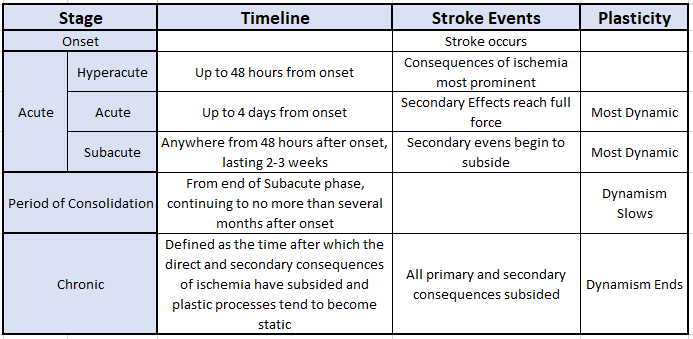 Stage Timeline Stroke Events Plasticity
Onset Stroke occurs
Acute
Hyperacute
Up to 48 hours from onset
Consequences of ischemia
most prominent
Acute
Up to 4 days from onset
Secondary Effects reach full
force
Most Dynamic
Subacute
Anywhere from 48 hours after onset,
lasting 2-3 weeks
Secondary evens begin to
subside
Most Dynamic
Period of Consolidation
From end of Subacute phase,
continuing to no more than several
months after onset
Dynamism
Slows
Chronic
Defined as the time after which the
direct and secondary consequences
of ischemia have subsided and
plastic processes tend to become
static
All primary and secondary
consequences subsided
Dynamism Ends